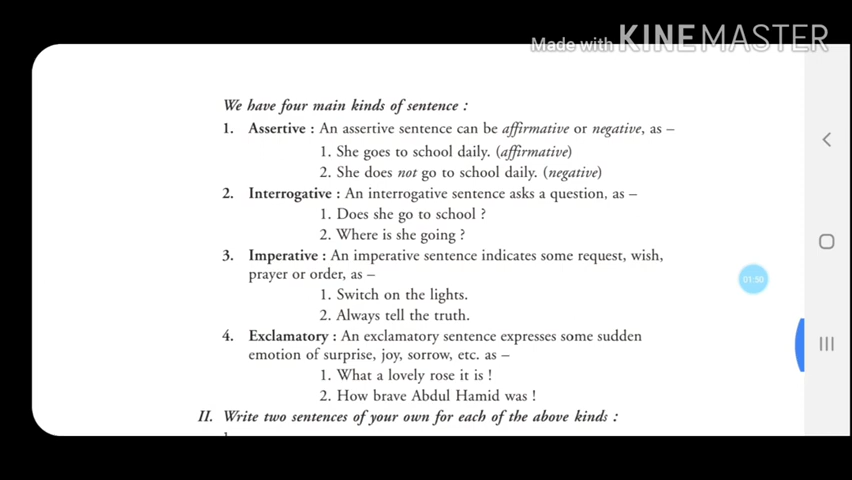 Made with KINEMASTER
We have four main kinds of sentence :
1. Assertive : An assertive sentence can be affirmative or negative, as –
1. She goes to school daily. (affirmative)
2. She does not go to school daily. (negative)
2. Interrogative : An interrogative sentence asks a question, as –
1. Does she go to school ?
2. Where is she going ?
3. Imperative : An imperative sentence indicates some request, wish,
prayer or order, as –
01:50
1. Switch on the lights.
2. Always tell the truth.
4. Exclamatory : An exclamatory sentence expresses some sudden
emotion of surprise, joy, sorrow, etc. as –
1. What a lovely rose it is !
2. How brave Abdul Hamid was !
II. Write two sentences of your own for each of the above kinds :